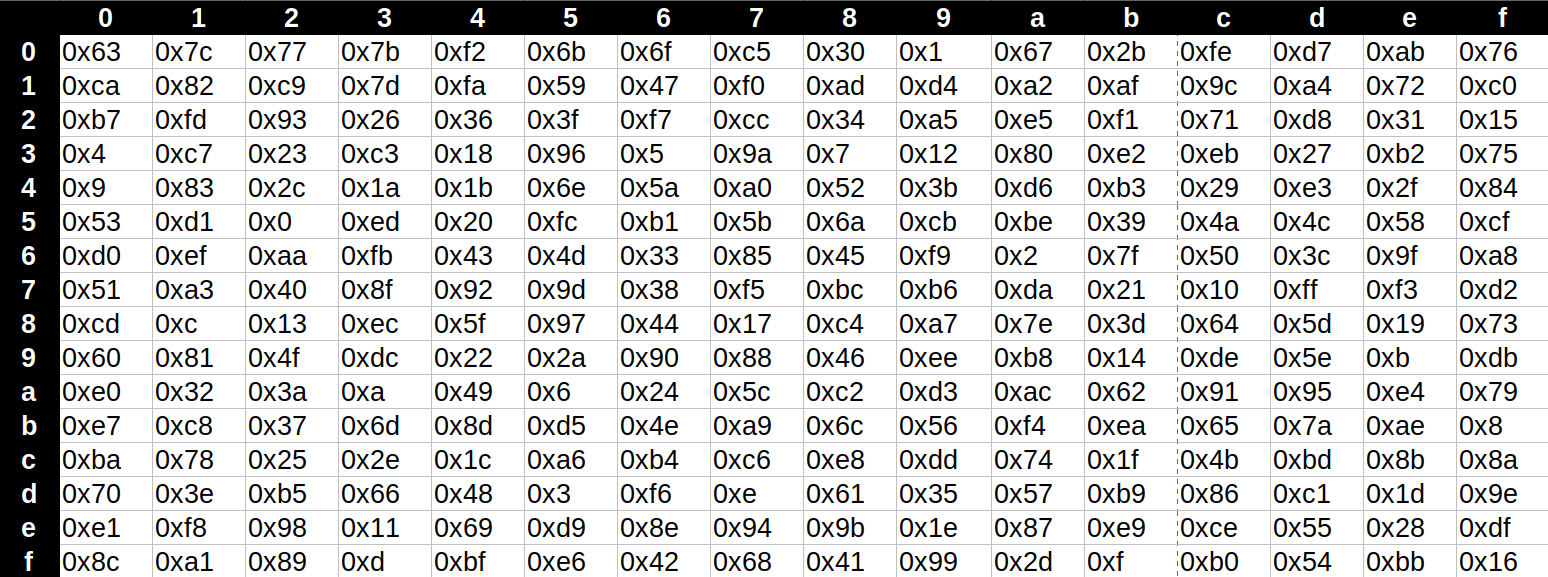 0 1 2 3 4 5 6 7 8 9 a b c d e f
0 0x63 0x7c 0x77 0x7b 0xf2 0x6b 0x6f 0xc5 0x30 0x1 0x67 0x2b 0xfe 0xd7 0xab 0x76
1 0xca 0x82 0xc9 0x7d 0xfa 0x59 0x47 0xf0 0xad 0xd4 0xa2 0xaf 0x9c 0xa4 0x72 0xc0
2 0xb7 0xfd 0x93 0x26 0x36 0x3f 0xf7 0xcc 0x34 0xa5 0xe5 0xf1 0x71 0xd8 0x31 0x15
3 0x4 0xc7 0x23 0xc3 0x18 0x96 0x5 0x9a 0x7 0x12 0x80 0xe2 0xeb 0x27 0xb2 0x75
4 0x9 0x83 0x2c 0x1a 0x1b 0x6e 0x5a 0xa0 0x52 0x3b 0xd6 0xb3 0x29 0xe3 0x2f 0x84
5 0x53 0xd1 0x0 0xed 0x20 0xfc 0xb1 0x5b 0x6a 0xcb 0xbe 0x39 0x4a 0x4c 0x58 0xcf
6 0xd0 0xef 0xaa 0xfb 0x43 0x4d 0x33 0x85 0x45 0xf9 0x2 0x7f 0x50 0x3c 0x9f 0xa8
7 0x51 0xa3 0x40 0x8f 0x92 0x9d 0x38 0xf5 0xbc 0xb6 0xda 0x21 0x10 0xff 0xf3 0xd2
8 0xcd 0xc 0x13 0xec 0x5f 0x97 0x44 0x17 0xc4 0xa7 0x7e 0x3d 0x64 0x5d 0x19 0x73
9 0x60 0x81 0x4f 0xdc 0x22 0x2a 0x90 0x88 0x46 0xee 0xb8 0x14 0xde 0x5e 0xb 0xdb
a 0xe0 0x32 0x3a 0xa 0x49 0x6 0x24 0x5c 0xc2 0xd3 0xac 0x62 0x91 0x95 0xe4 0x79
b 0xe7 0xc8 0x37 0x6d 0x8d 0xd5 0x4e 0xa9 0x6c 0x56 0xf4 0xea 0x65 0x7a 0xae 0x8
c 0xba 0x78 0x25 0x2e 0x1c 0xa6 0xb4 0xc6 0xe8 0xdd 0x74 0x1f 0x4b 0xbd 0x8b 0x8a
d 0x70 0x3e 0xb5 0x66 0x48 0x3 0xf6 0xe 0x61 0x35 0x57 0xb9 0x86 0xc1 0x1d 0x9e
e 0xe1 0xf8 0x98 0x11 0x69 0xd9 0x8e 0x94 0x9b 0x1e 0x87 0xe9 0xce 0x55 0x28 0xdf
f 0x8c 0xa1 0x89 0xd 0xbf 0xe6 0x42 0x68 0x41 0x99 0x2d 0xf 0xb0 0x54 0xbb 0x16